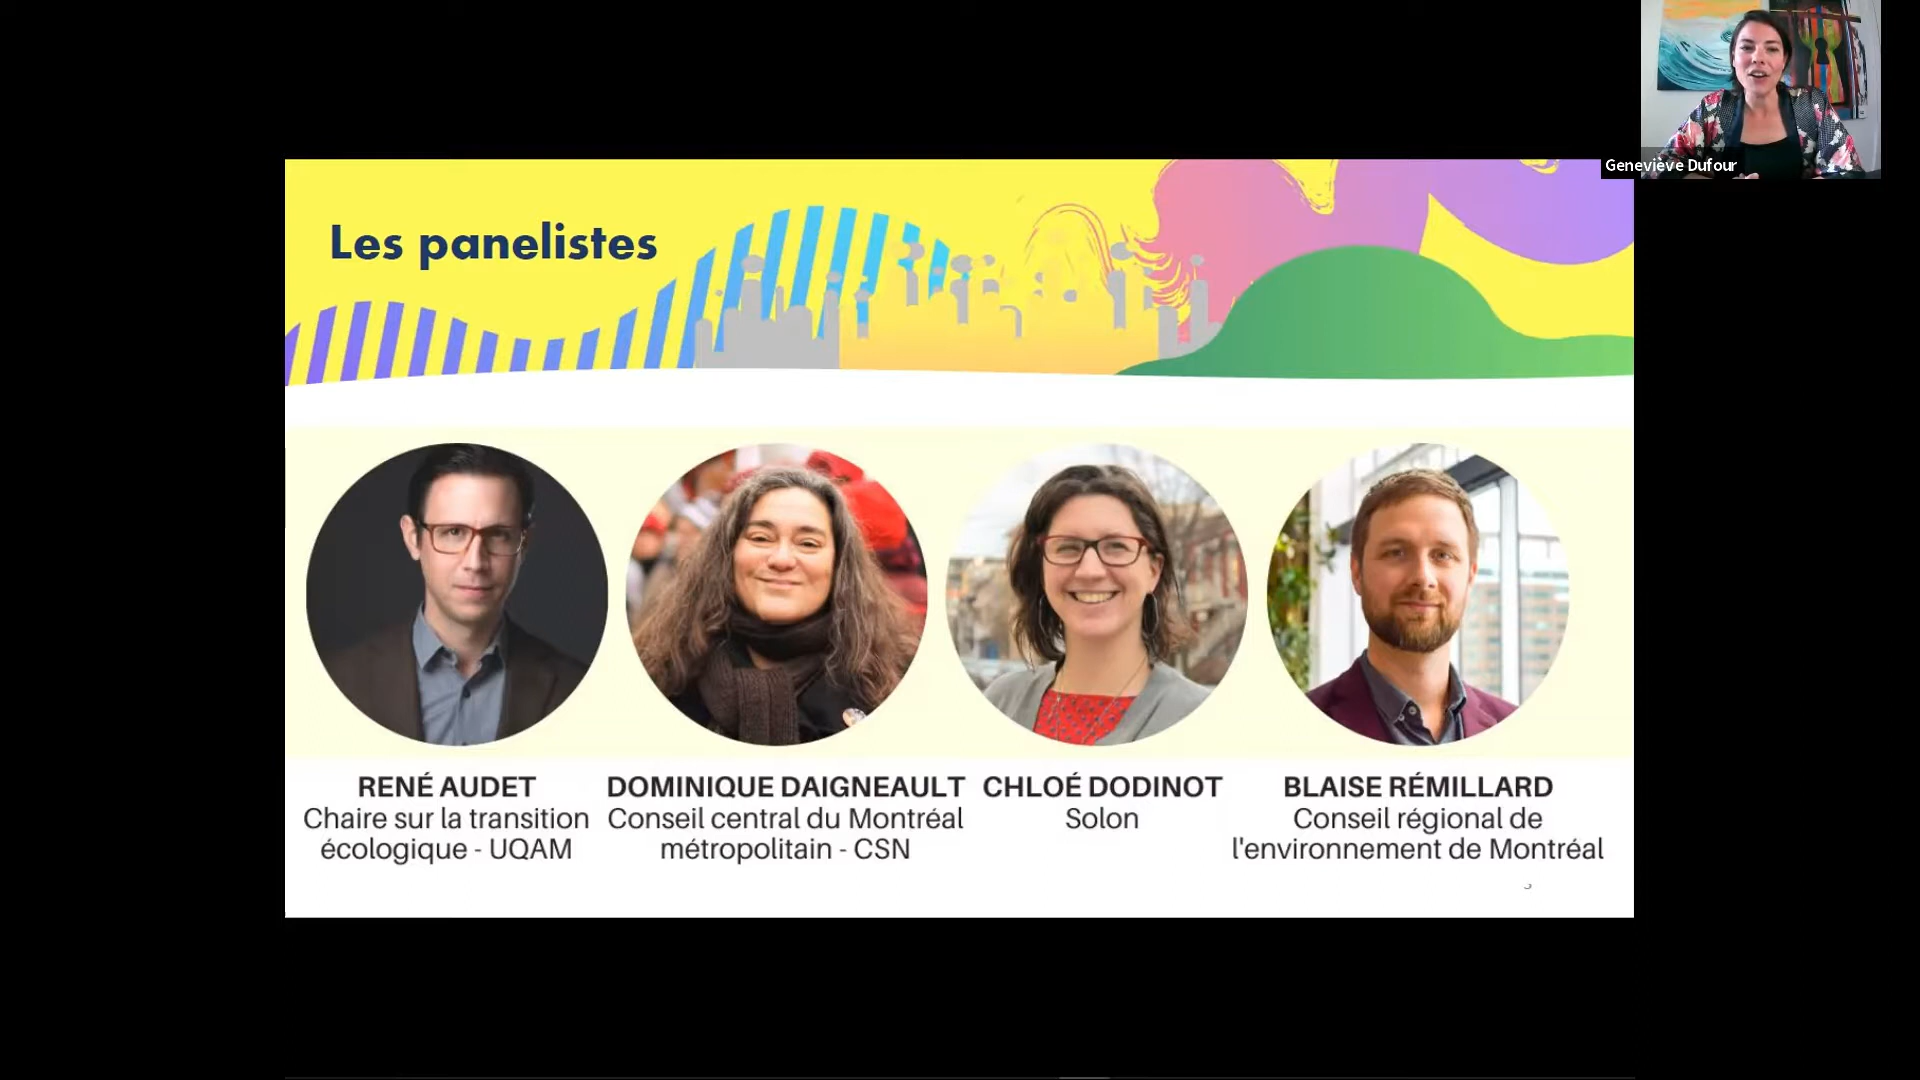 Geneviève Dufour
Les panelistes
RENÉ AUDET
Chaire sur la transition
écologique - UQAM
DOMINIQUE DAIGNEAULT
Conseil central du Montréal
métropolitain - CSN
CHLOÉ DODINOT
Solon
BLAISE RÉMILLARD
Conseil régional de
l'environnement de Montréal